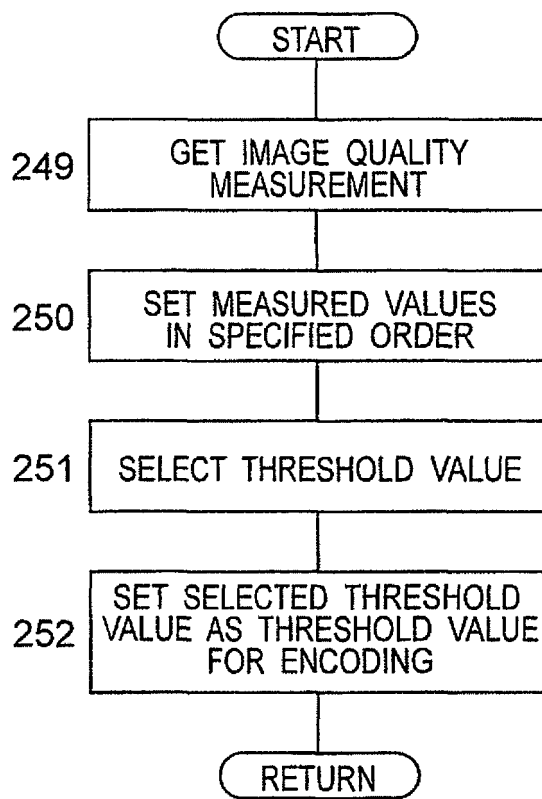 START
249
GET IMAGE QUALITY
MEASUREMENT
250
SET MEASURED VALUES
IN SPECIFIED ORDER
251
SELECT THRESHOLD VALUE
252
SET SELECTED THRESHOLD
VALUE AS THRESHOLD VALUE
FOR ENCODING
RETURN